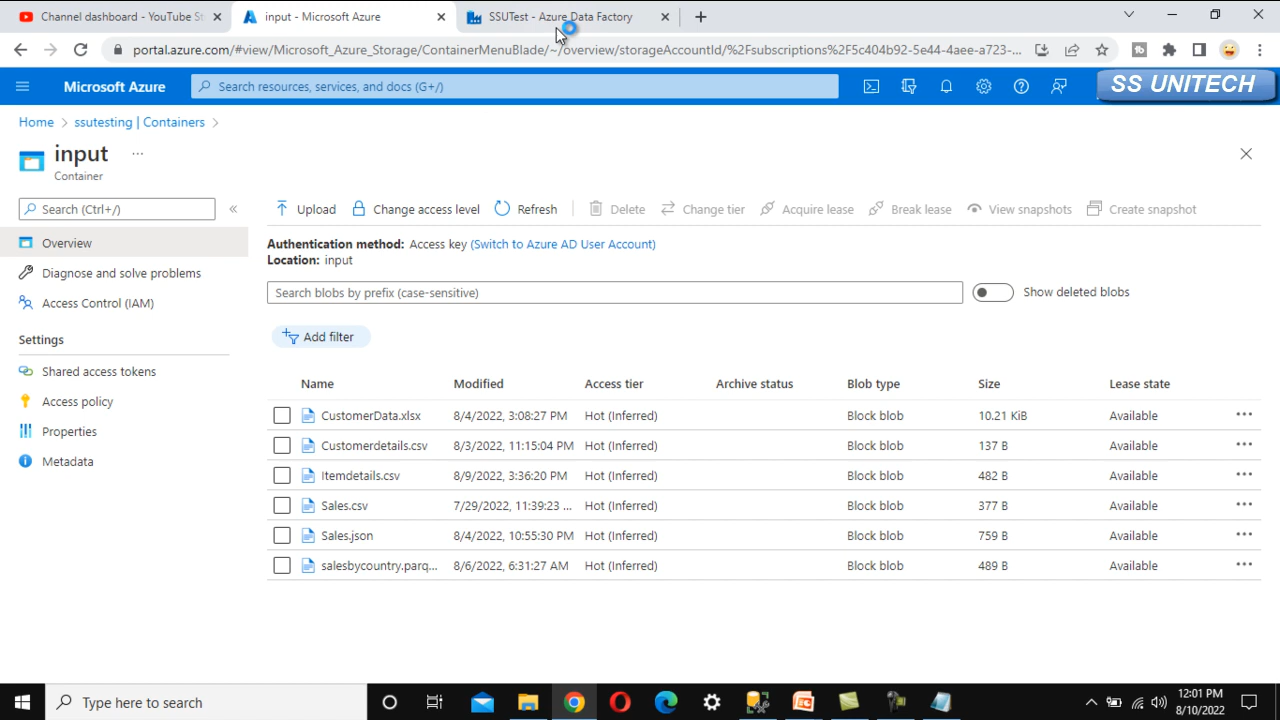 Channel dashboard - YouTube St
input - Microsoft Azure
SSUTest - Azure Data Factory
portal.azure.com/#view/Microsoft_Azure_Storage/ContainerMenuBlade/~/overview/storageAccountId/%2Fsubscriptions%2F5c404b92-5e44-4aee-a723-...
Microsoft Azure
Search resources, services, and docs (G+/)
SS UNITECH
Home > ssutesting | Containers >
input ...
Container
Search (Ctrl+/)
«
Overview
Diagnose and solve problems
Access Control (IAM)
Settings
Shared access tokens
Access policy
Properties
Metadata
Upload Change access level Refresh Delete Change tier Acquire lease Break lease View snapshots Create snapshot
Authentication method: Access key (Switch to Azure AD User Account)
Location: input
Search blobs by prefix (case-sensitive)
Show deleted blobs
Add filter
Name Modified Access tier Archive status Blob type Size Lease state
CustomerData.xlsx 8/4/2022, 3:08:27 PM Hot (Inferred) Block blob 10.21 KiB Available ...
Customerdetails.csv 8/3/2022, 11:15:04 PM Hot (Inferred) Block blob 137 B Available ...
Itemdetails.csv 8/9/2022, 3:36:20 PM Hot (Inferred) Block blob 482 B Available ...
Sales.csv 7/29/2022, 11:39:23 ... Hot (Inferred) Block blob 377 B Available ...
Sales.json 8/4/2022, 10:55:30 PM Hot (Inferred) Block blob 759 B Available ...
salesbycountry.parq... 8/6/2022, 6:31:27 AM Hot (Inferred) Block blob 489 B Available ...
Type here to search
12:01 PM
8/10/2022